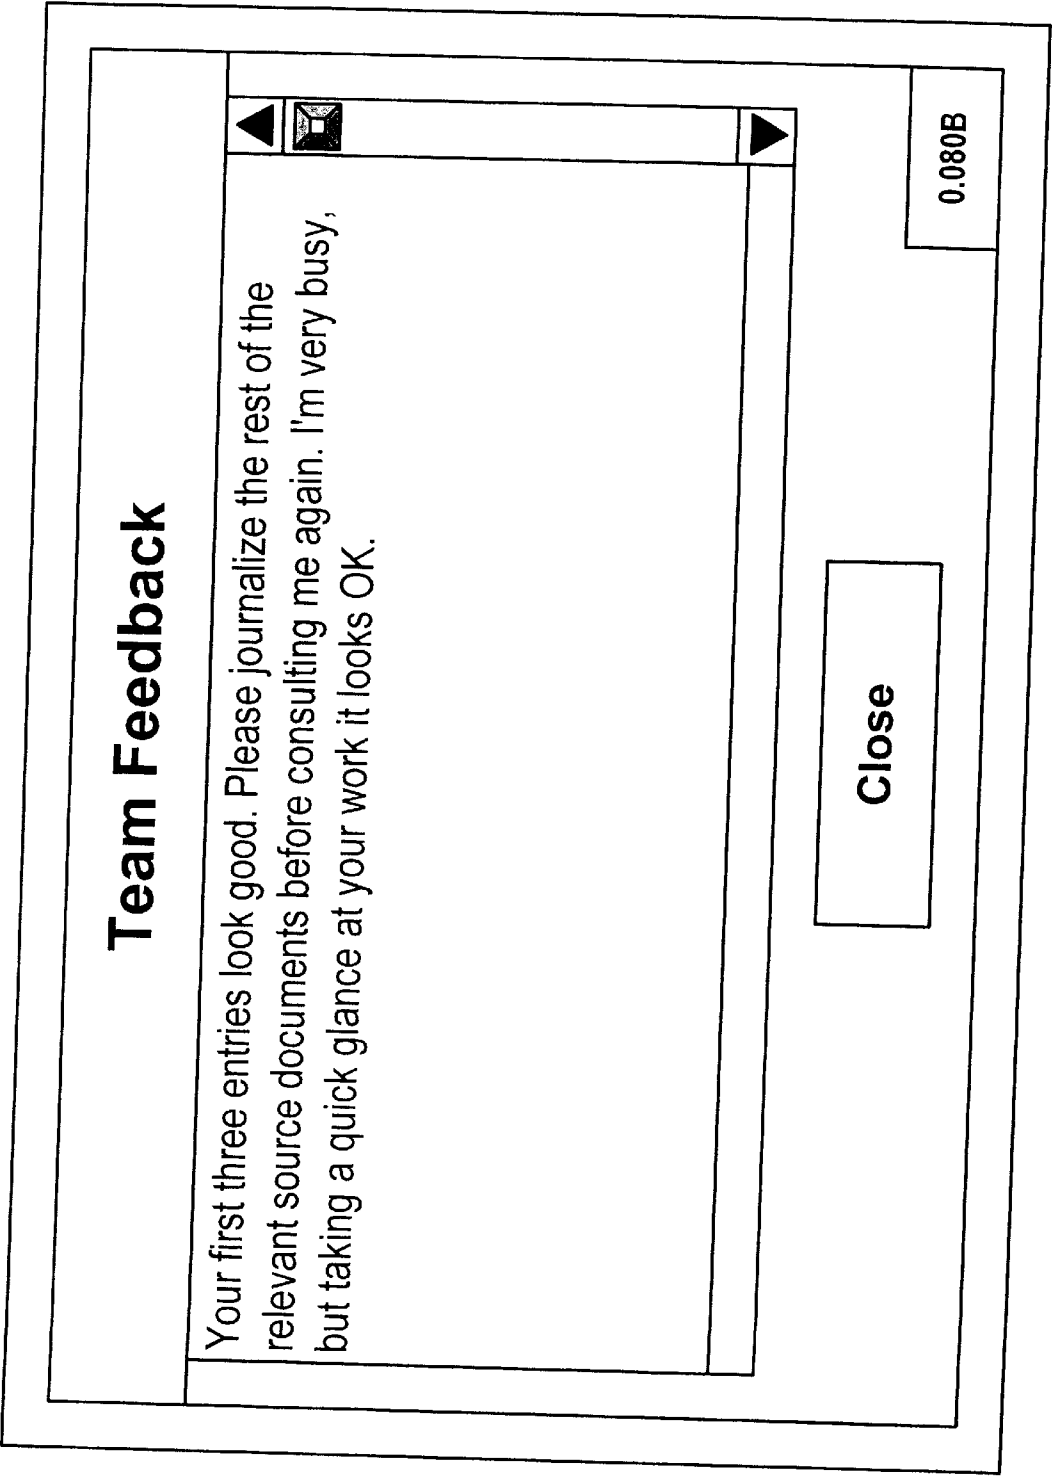 Team Feedback
Your first three entries look good. Please journalize the rest of the
relevant source documents before consulting me again. I'm very busy,
but taking a quick glance at your work it looks OK.
Close
0.080B